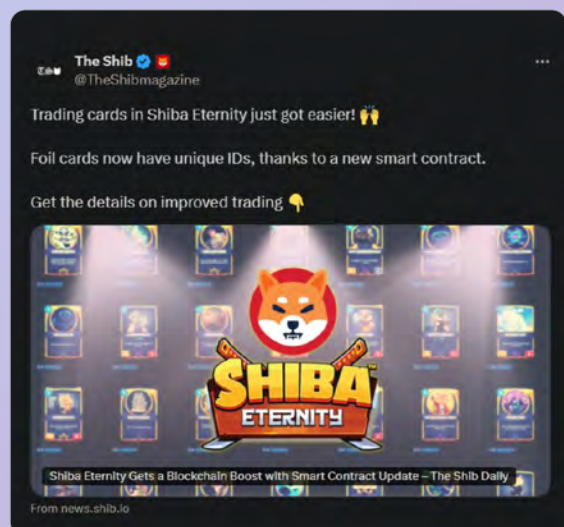 The Shib
@TheShibmagazine
Trading cards in Shiba Eternity just got easier! 🙌
Foil cards now have unique IDs, thanks to a new smart contract.
Get the details on improved trading 👇
SHIBA
ETERNITY
Shiba Eternity Gets a Blockchain Boost with Smart Contract Update – The Shib Daily
From news.shib.io